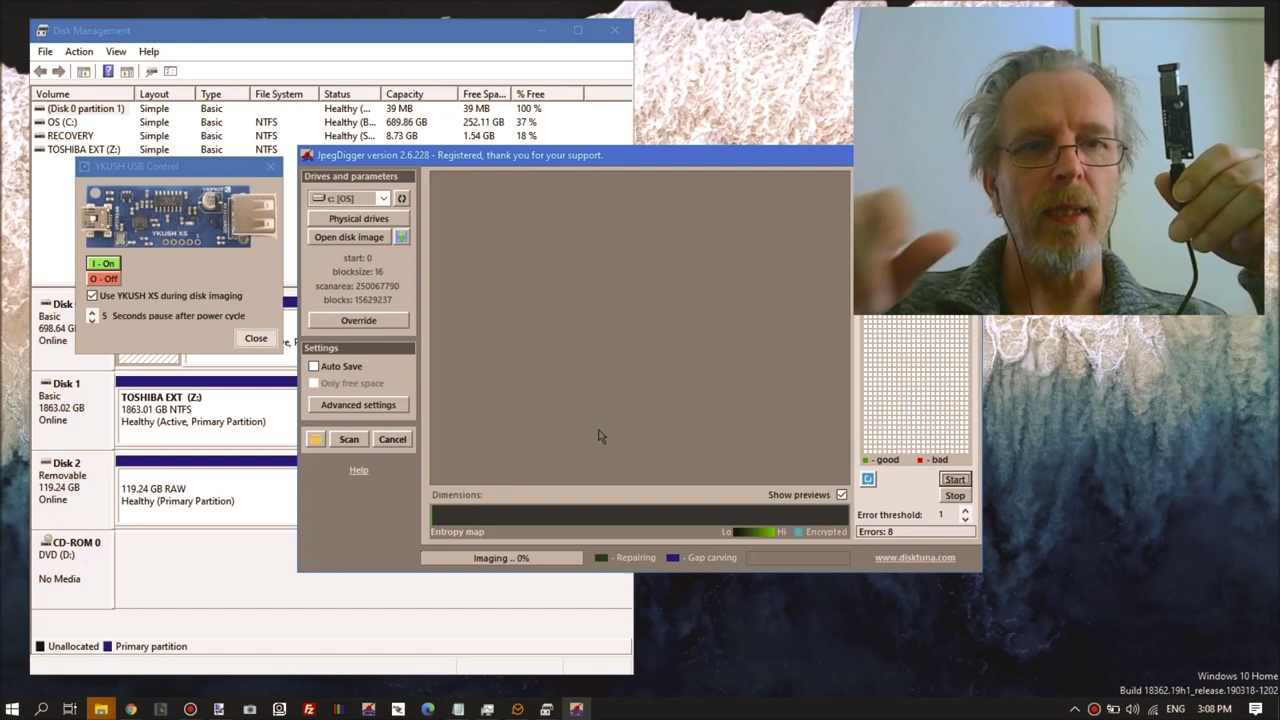 Disk Management
File Action View Help
Volume Layout Type File System Status Capacity Free Spa... % Free
(Disk 0 partition 1) Simple Basic Healthy (... 39 MB 39 MB 100 %
OS (C:) Simple Basic NTFS Healthy (B... 689.86 GB 252.11 GB 37 %
RECOVERY Simple Basic NTFS Healthy (S... 8.73 GB 1.54 GB 18 %
TOSHIBA EXT (Z:)
YKUSH USB Control
YKUSH XS
I - On
O - Off
Use YKUSH XS during disk imaging
5 Seconds pause after power cycle
Close
JpegDigger version 2.6.228 - Registered, thank you for your support.
Drives and parameters
c: [OS]
Physical drives
Open disk image
start: 0
blocksize: 16
scanarea: 250067790
blocks: 15629237
Override
Settings
Auto Save
Only free space
Advanced settings
Scan Cancel
Help
Dimensions: Show previews
Entropy map Lo Hi Encrypted
Imaging .. 0% - Repairing - Gap carving www.disktuna.com
- good - bad
Start
Stop
Error threshold: 1
Errors: 8
Disk
Basic
698.64 G
Online
Disk 1
Basic
1863.02 GB
Online
TOSHIBA EXT (Z:)
1863.01 GB NTFS
Healthy (Active, Primary Partition)
Disk 2
Removable
119.24 GB
Online
119.24 GB RAW
Healthy (Primary Partition)
CD-ROM 0
DVD (D:)
No Media
Unallocated Primary partition
Windows 10 Home
Build 18362.19h1_release.190318-1202
ENG 3:08 PM